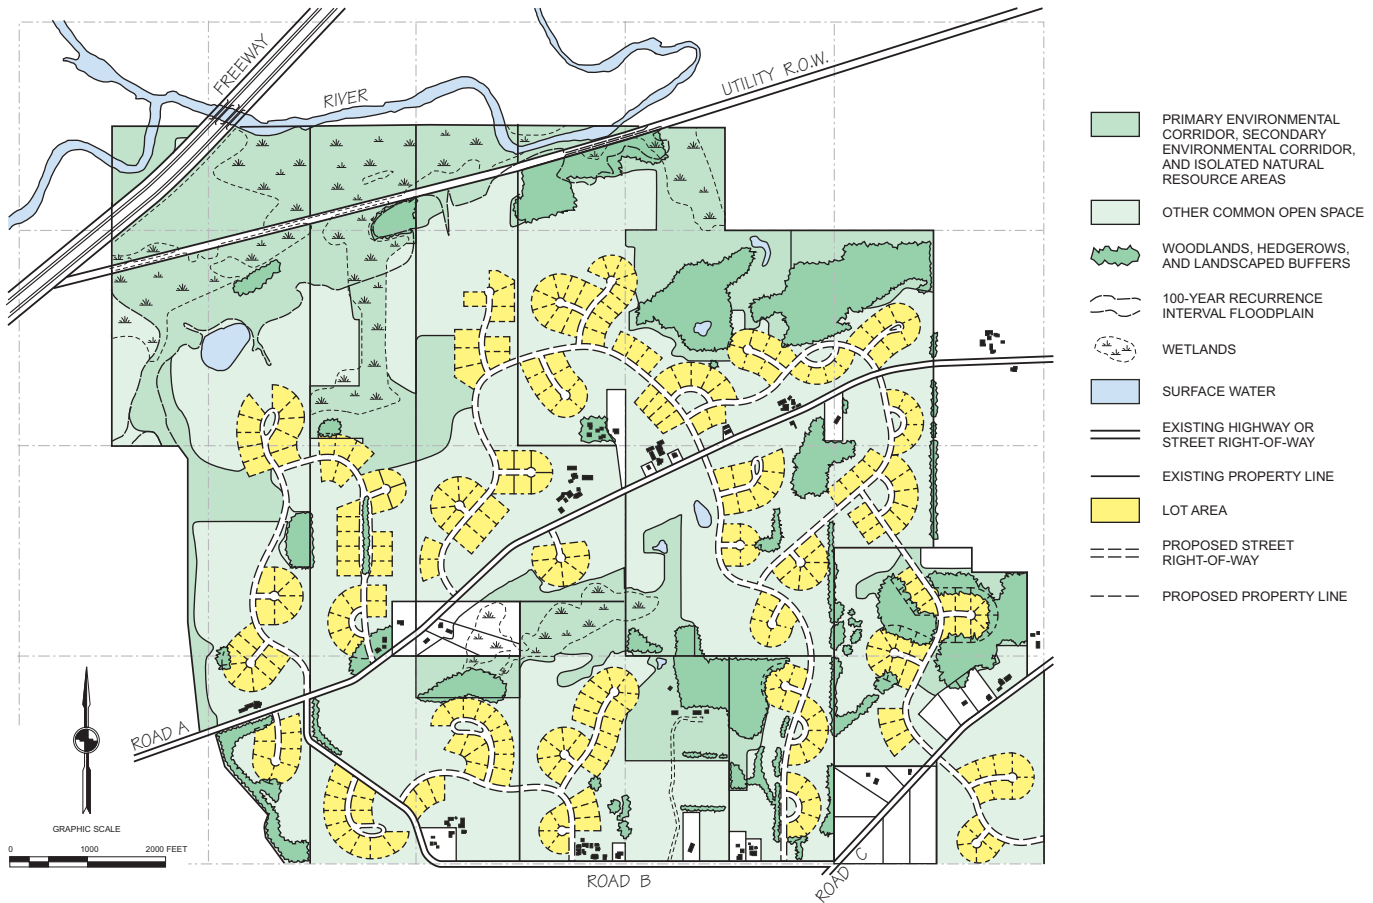 FREEWAY
RIVER
UTILITY R.O.W.
ROAD A
ROAD B
ROAD C
GRAPHIC SCALE
0 1000 2000 FEET
PRIMARY ENVIRONMENTAL
CORRIDOR, SECONDARY
ENVIRONMENTAL CORRIDOR,
AND ISOLATED NATURAL
RESOURCE AREAS
OTHER COMMON OPEN SPACE
WOODLANDS, HEDGEROWS,
AND LANDSCAPED BUFFERS
100-YEAR RECURRENCE
INTERVAL FLOODPLAIN
WETLANDS
SURFACE WATER
EXISTING HIGHWAY OR
STREET RIGHT-OF-WAY
EXISTING PROPERTY LINE
LOT AREA
PROPOSED STREET
RIGHT-OF-WAY
PROPOSED PROPERTY LINE